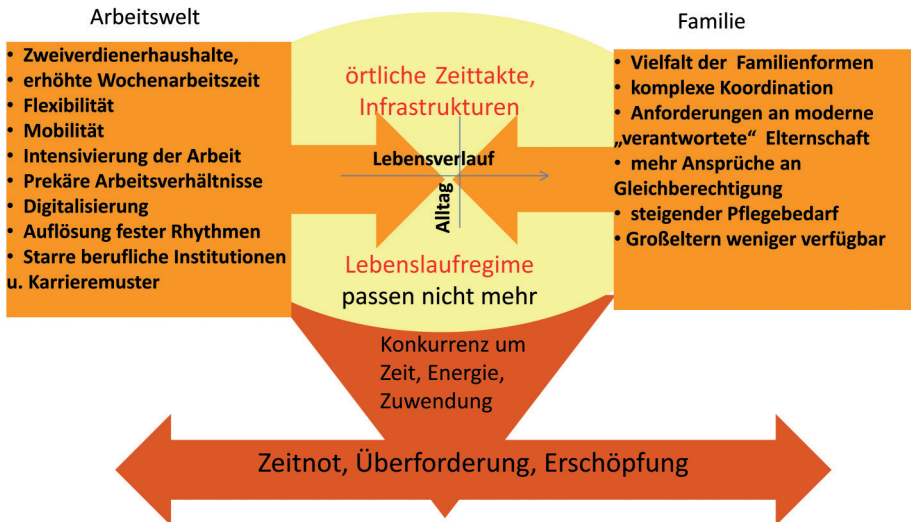 Arbeitswelt
• Zweiverdienerhaushalte,
• erhöhte Wochenarbeitszeit
• Flexibilität
• Mobilität
• Intensivierung der Arbeit
• Prekäre Arbeitsverhältnisse
• Digitalisierung
• Auflösung fester Rhythmen
• Starre berufliche Institutionen
u. Karrieremuster
örtliche Zeittakte,
Infrastrukturen
Lebensverlauf
Alltag
Lebenslaufregime
passen nicht mehr
Familie
• Vielfalt der Familienformen
• komplexe Koordination
• Anforderungen an moderne
„verantwortete“ Elternschaft
• mehr Ansprüche an
Gleichberechtigung
• steigender Pflegebedarf
• Großeltern weniger verfügbar
Konkurrenz um
Zeit, Energie,
Zuwendung
Zeitnot, Überforderung, Erschöpfung